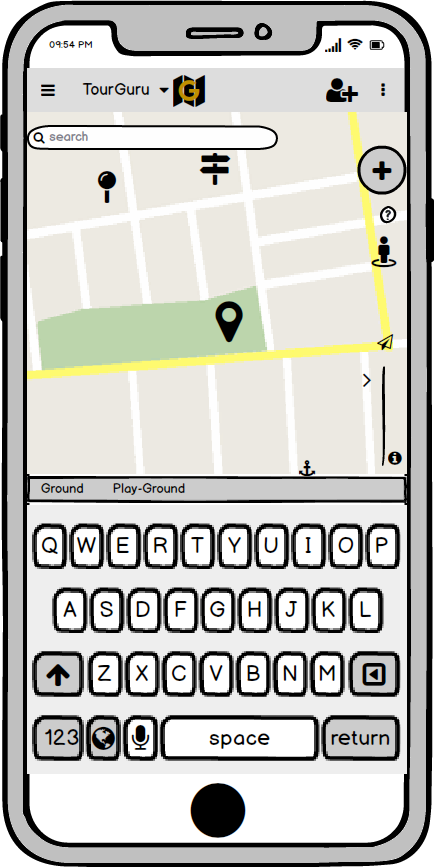 09:54 PM
TourGuru
G
search
?
i
Ground Play-Ground
Q W E R T Y U I O P
A S D F G H J K L
Z X C V B N M
123 space return